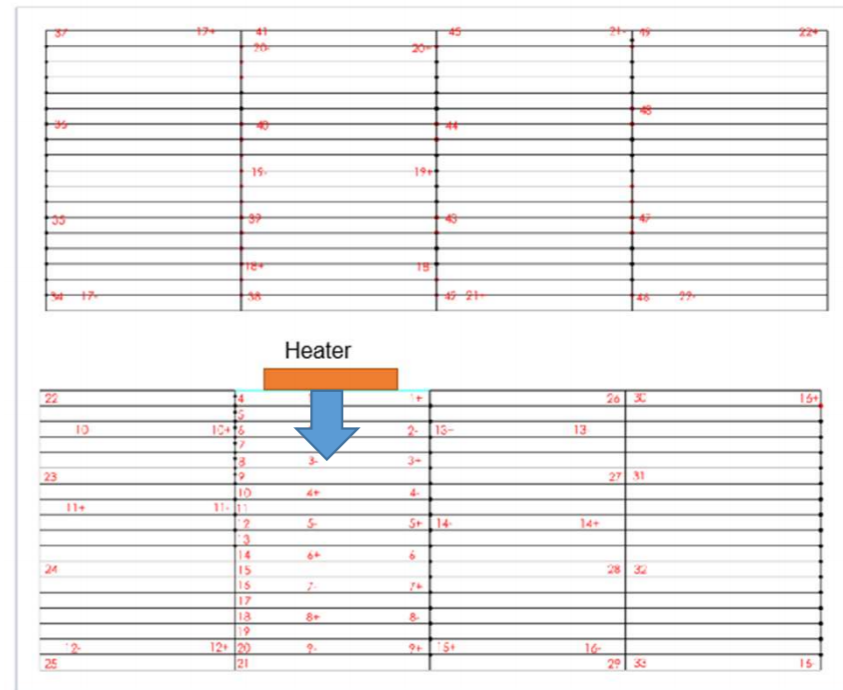 37 17+ 41 45 21- 49 22+
20- 20+
48
36 40 44
19- 19+
35 39 43 47
18+ 18
34 17- 38 42 21+ 46 22-
Heater
22 4 1+ 26 30 16+
5
10 10+ 6 2- 13- 13
7
8 3- 3+
23 9 27 31
10 4+ 4-
11+ 11- 11
12 5- 5+ 14- 14+
13
14 6+ 6
24 15 28 32
16 7- 7+
17
18 8+ 8-
19
12- 12+ 20 9- 9+ 15+ 16-
25 21 29 33 16-